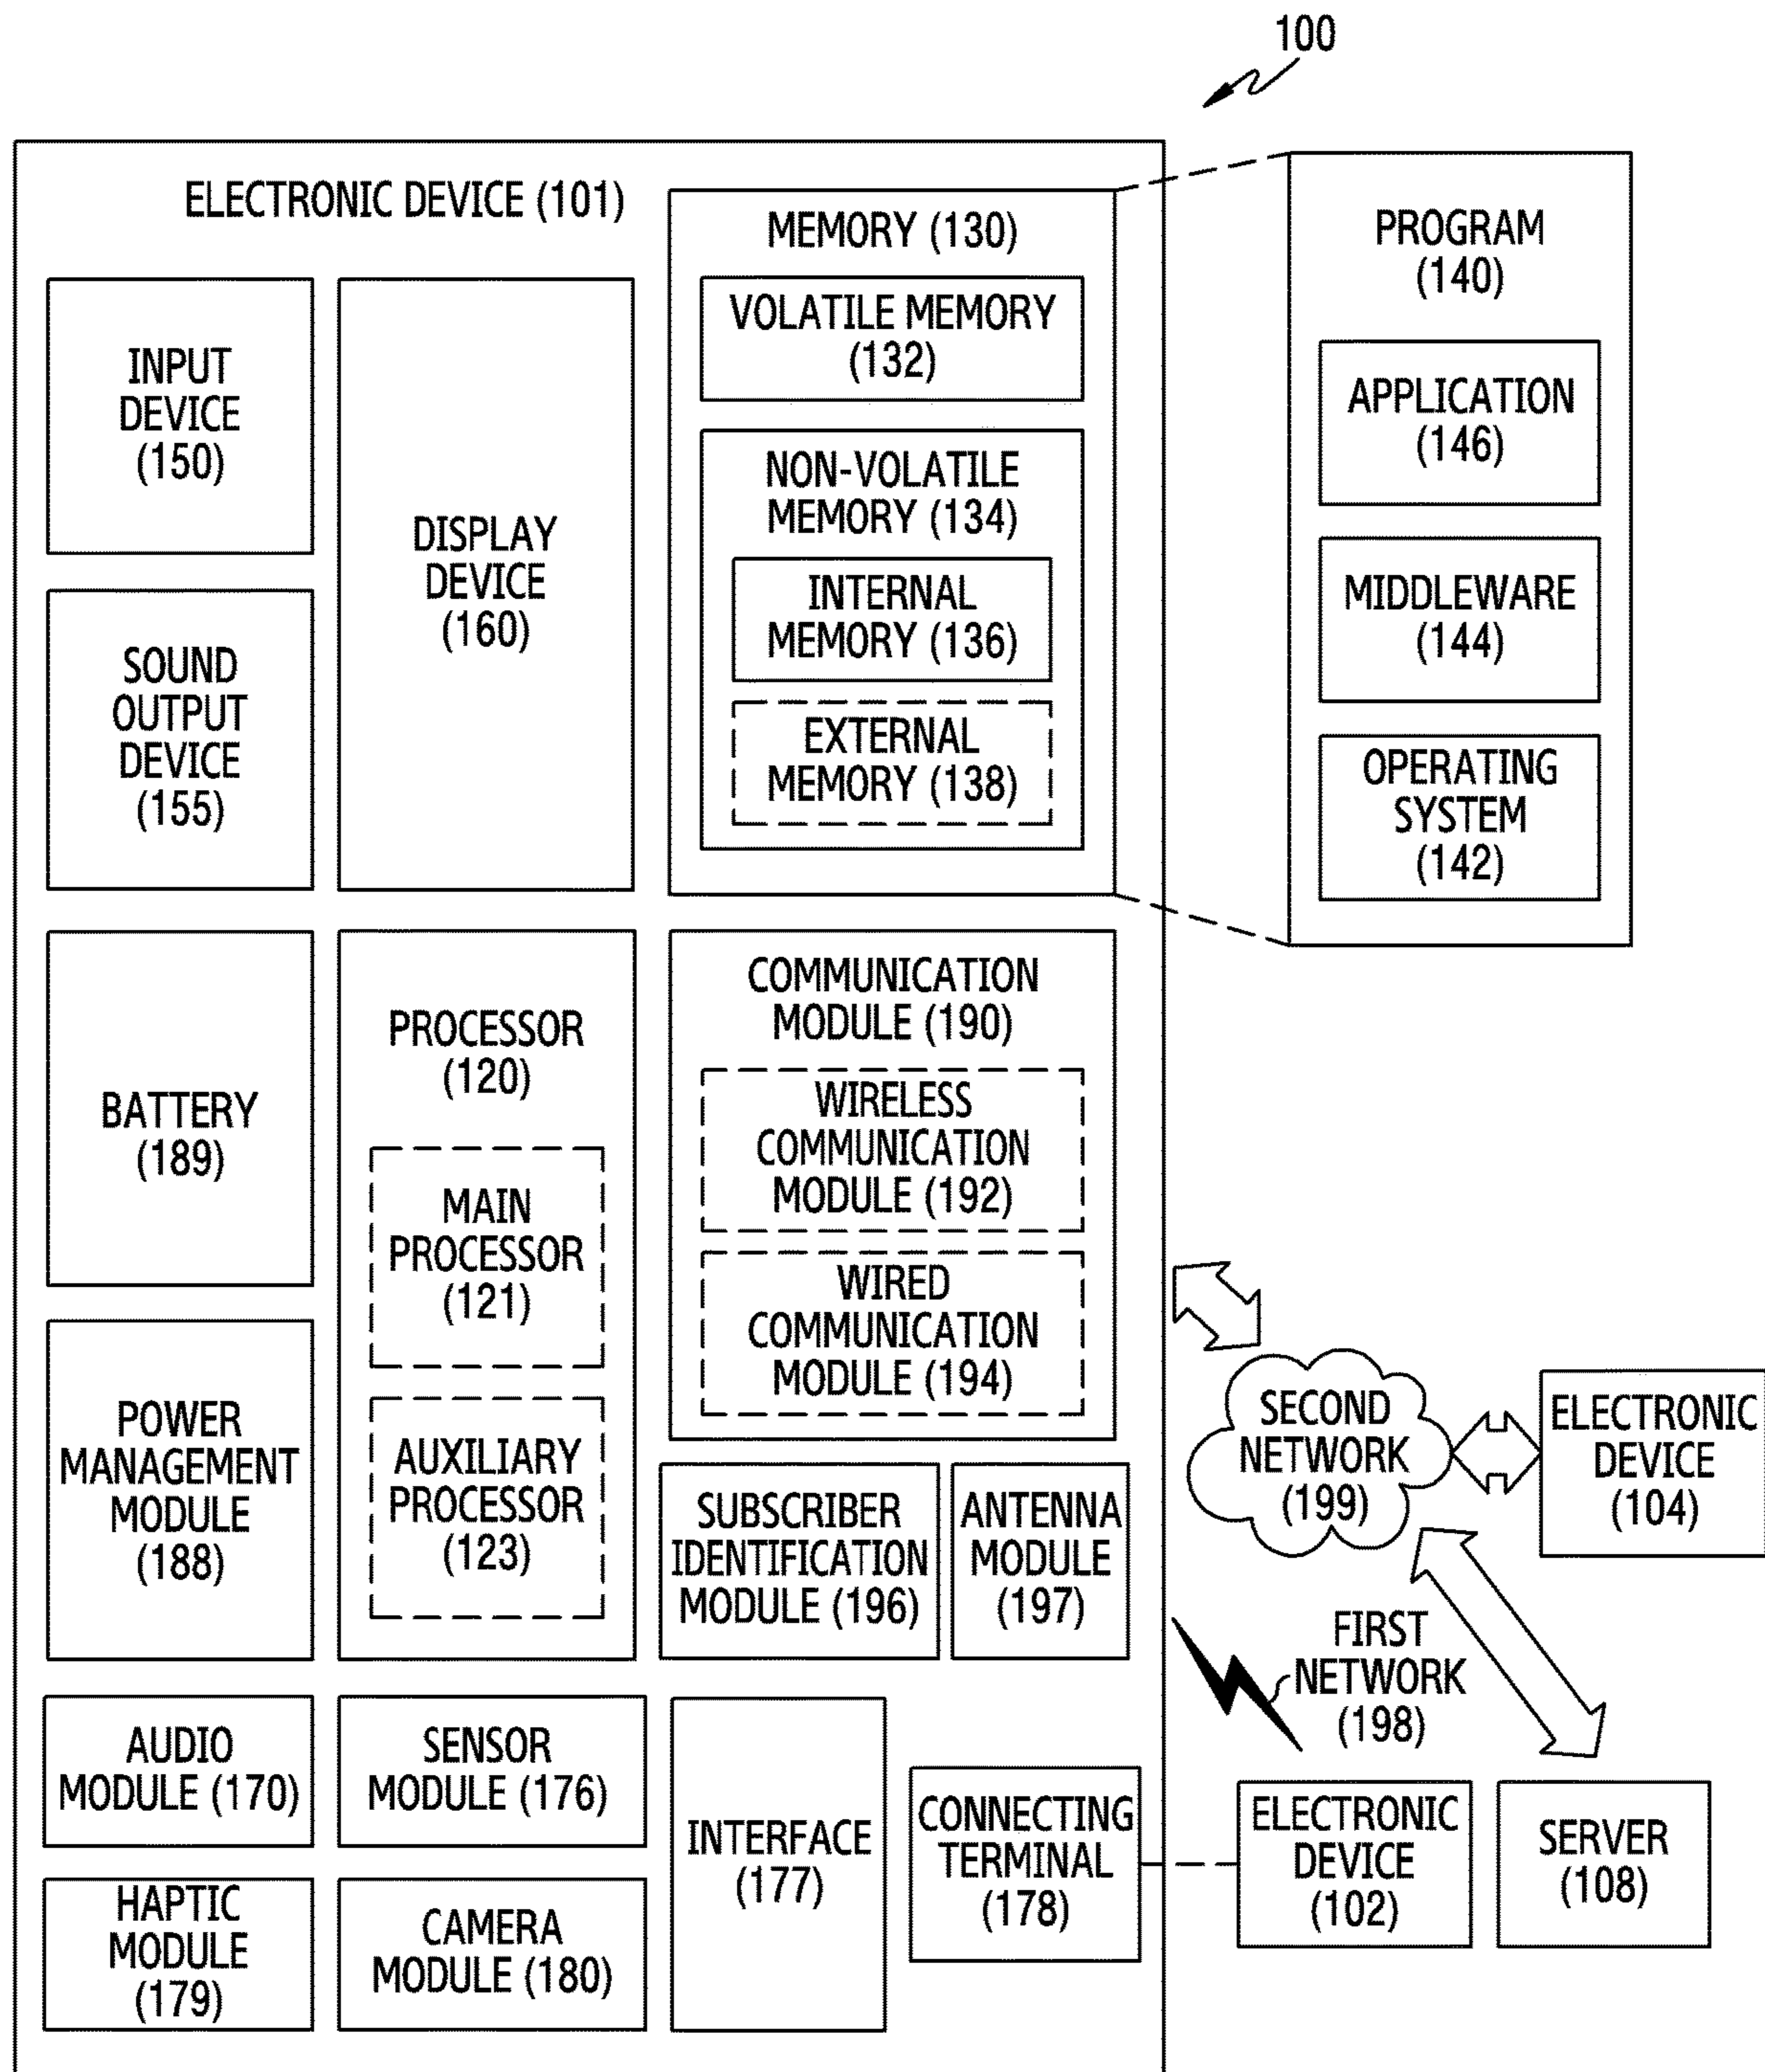 100
ELECTRONIC DEVICE (101)
INPUT
DEVICE
(150)
SOUND
OUTPUT
DEVICE
(155)
DISPLAY
DEVICE
(160)
MEMORY (130)
VOLATILE MEMORY
(132)
NON-VOLATILE
MEMORY (134)
INTERNAL
MEMORY (136)
EXTERNAL
MEMORY (138)
PROGRAM
(140)
APPLICATION
(146)
MIDDLEWARE
(144)
OPERATING
SYSTEM
(142)
BATTERY
(189)
POWER
MANAGEMENT
MODULE
(188)
PROCESSOR
(120)
MAIN
PROCESSOR
(121)
AUXILIARY
PROCESSOR
(123)
COMMUNICATION
MODULE (190)
WIRELESS
COMMUNICATION
MODULE (192)
WIRED
COMMUNICATION
MODULE (194)
SUBSCRIBER
IDENTIFICATION
MODULE (196)
ANTENNA
MODULE
(197)
SECOND
NETWORK
(199)
ELECTRONIC
DEVICE
(104)
FIRST
NETWORK
(198)
AUDIO
MODULE (170)
SENSOR
MODULE (176)
HAPTIC
MODULE
(179)
CAMERA
MODULE (180)
INTERFACE
(177)
CONNECTING
TERMINAL
(178)
ELECTRONIC
DEVICE
(102)
SERVER
(108)